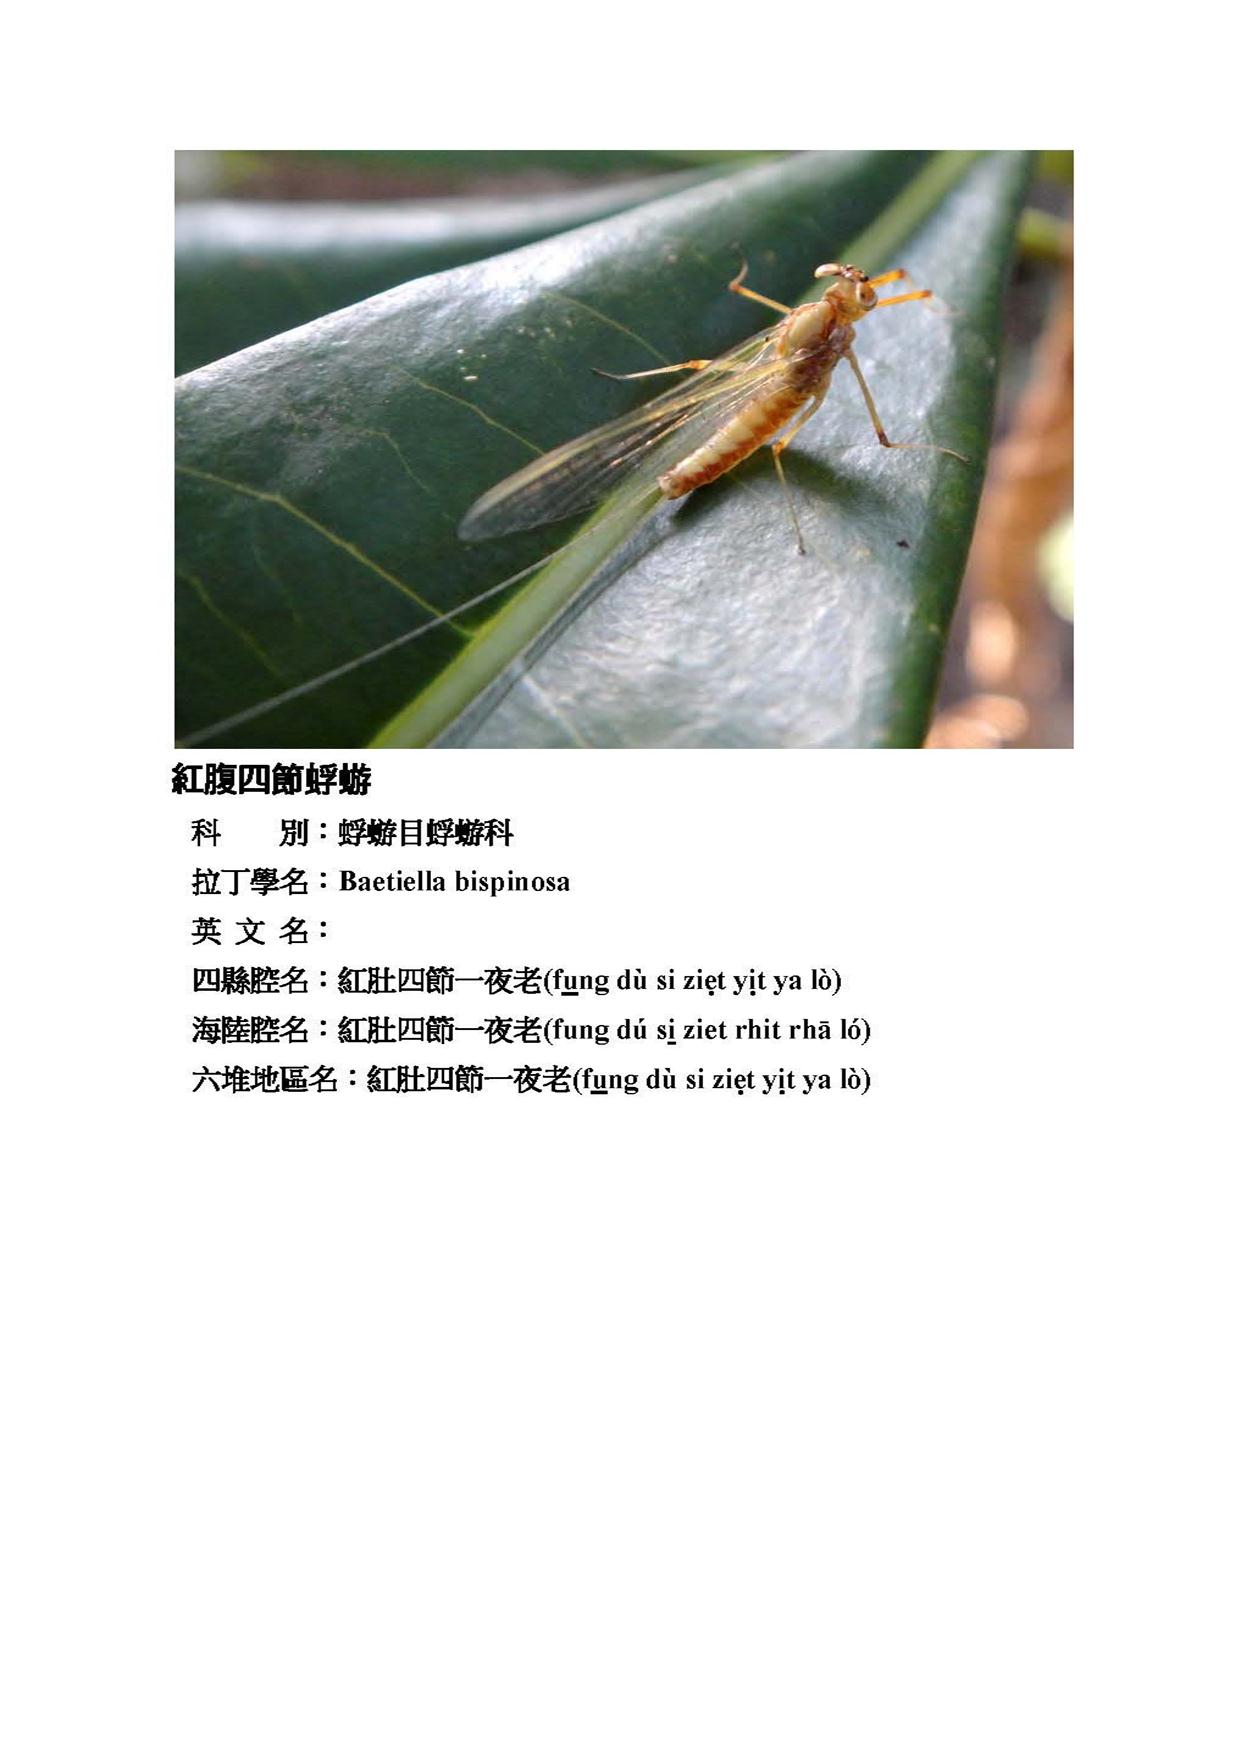 紅腹四節蜉蝣
科　　別：蜉蝣目蜉蝣科
拉丁學名：Baetiella bispinosa
英 文 名：
四縣腔名：紅肚四節一夜老(fu̲ng dù si ziẹt yịt ya lò)
海陸腔名：紅肚四節一夜老(fung dú si̲ ziet rhit rhā ló)
六堆地區名：紅肚四節一夜老(fu̲ng dù si ziẹt yịt ya lò)